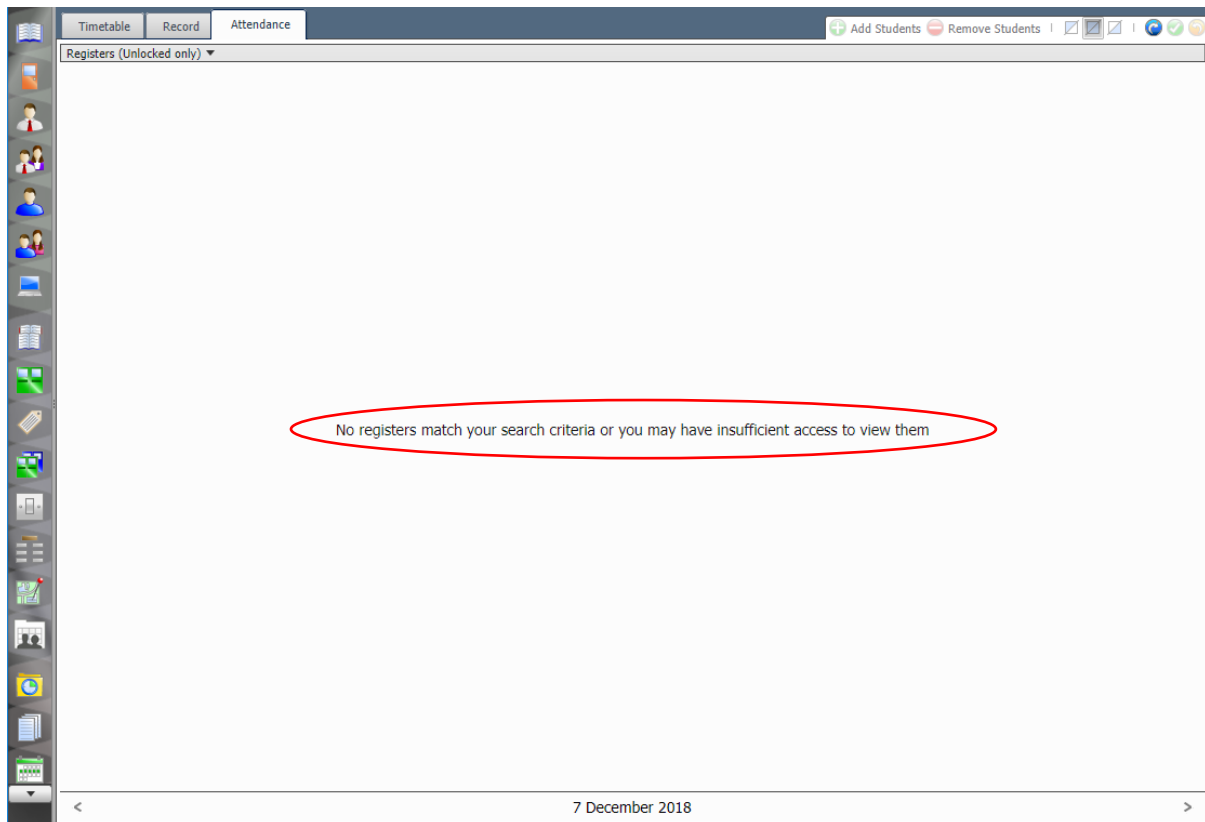 Timetable Record Attendance Add Students Remove Students
Registers (Unlocked only)
No registers match your search criteria or you may have insufficient access to view them
< 7 December 2018 >